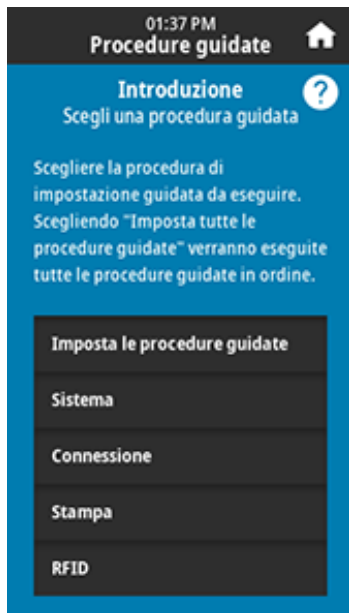 01:37 PM
Procedure guidate
Introduzione
?
Scegli una procedura guidata
Scegliere la procedura di
impostazione guidata da eseguire.
Scegliendo "Imposta tutte le
procedure guidate" verranno eseguite
tutte le procedure guidate in ordine.
Imposta le procedure guidate
Sistema
Connessione
Stampa
RFID